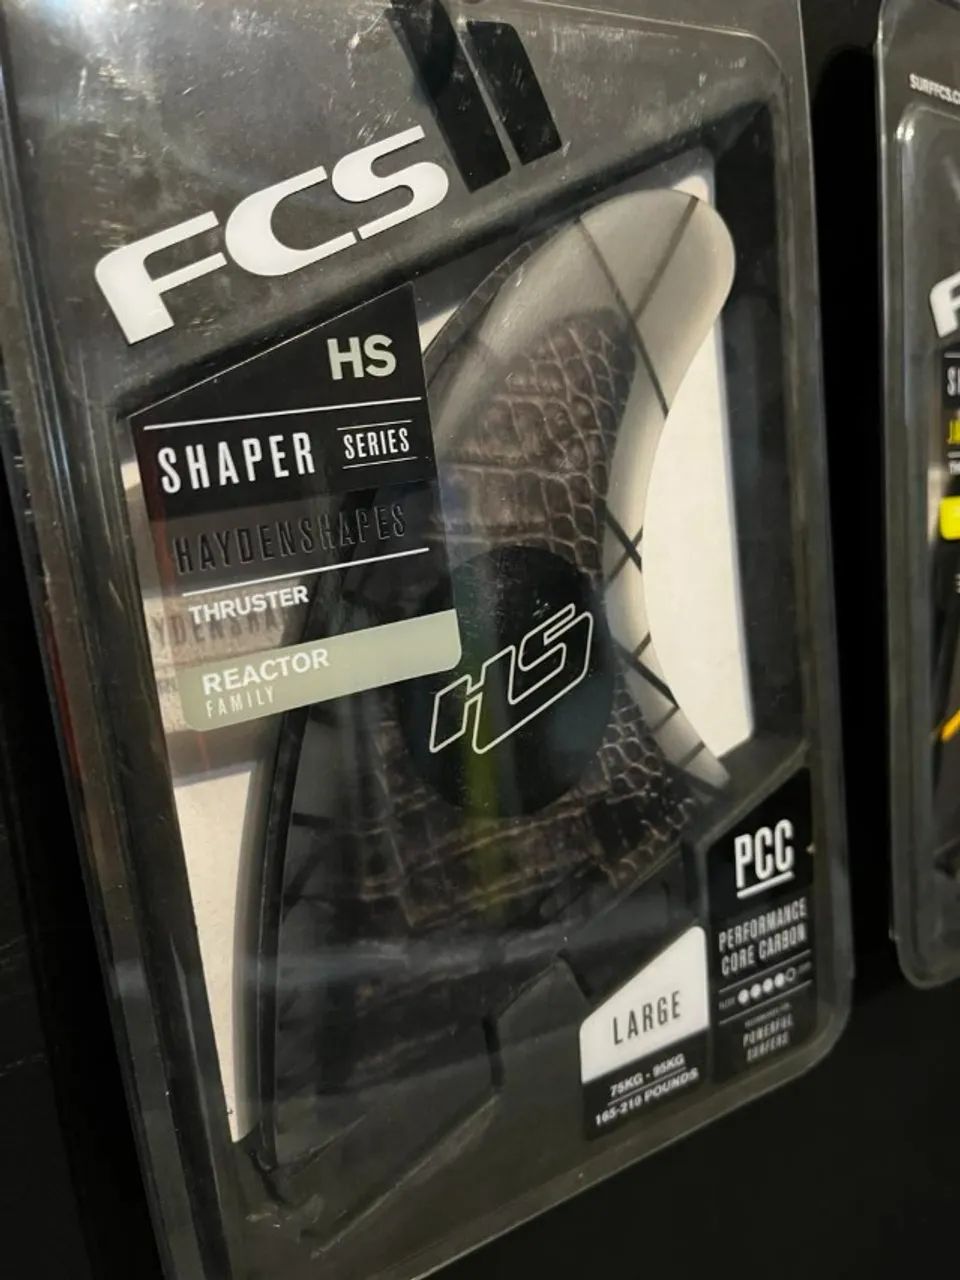 FCS II
HS
SHAPER SERIES
HAYDENSHAPES
THRUSTER
REACTOR
FAMILY
HS
PCC
PERFORMANCE
CORE CARBON
POWERFUL
SURFERS
LARGE
75KG - 95KG
165-210 POUNDS
SURFFCS.C